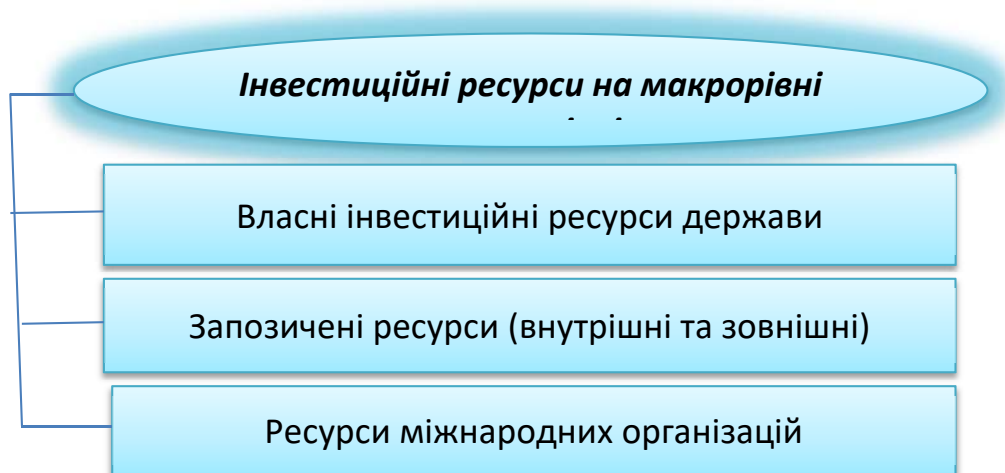 Інвестиційні ресурси на макрорівні
Власні інвестиційні ресурси держави
Запозичені ресурси (внутрішні та зовнішні)
Ресурси міжнародних організацій